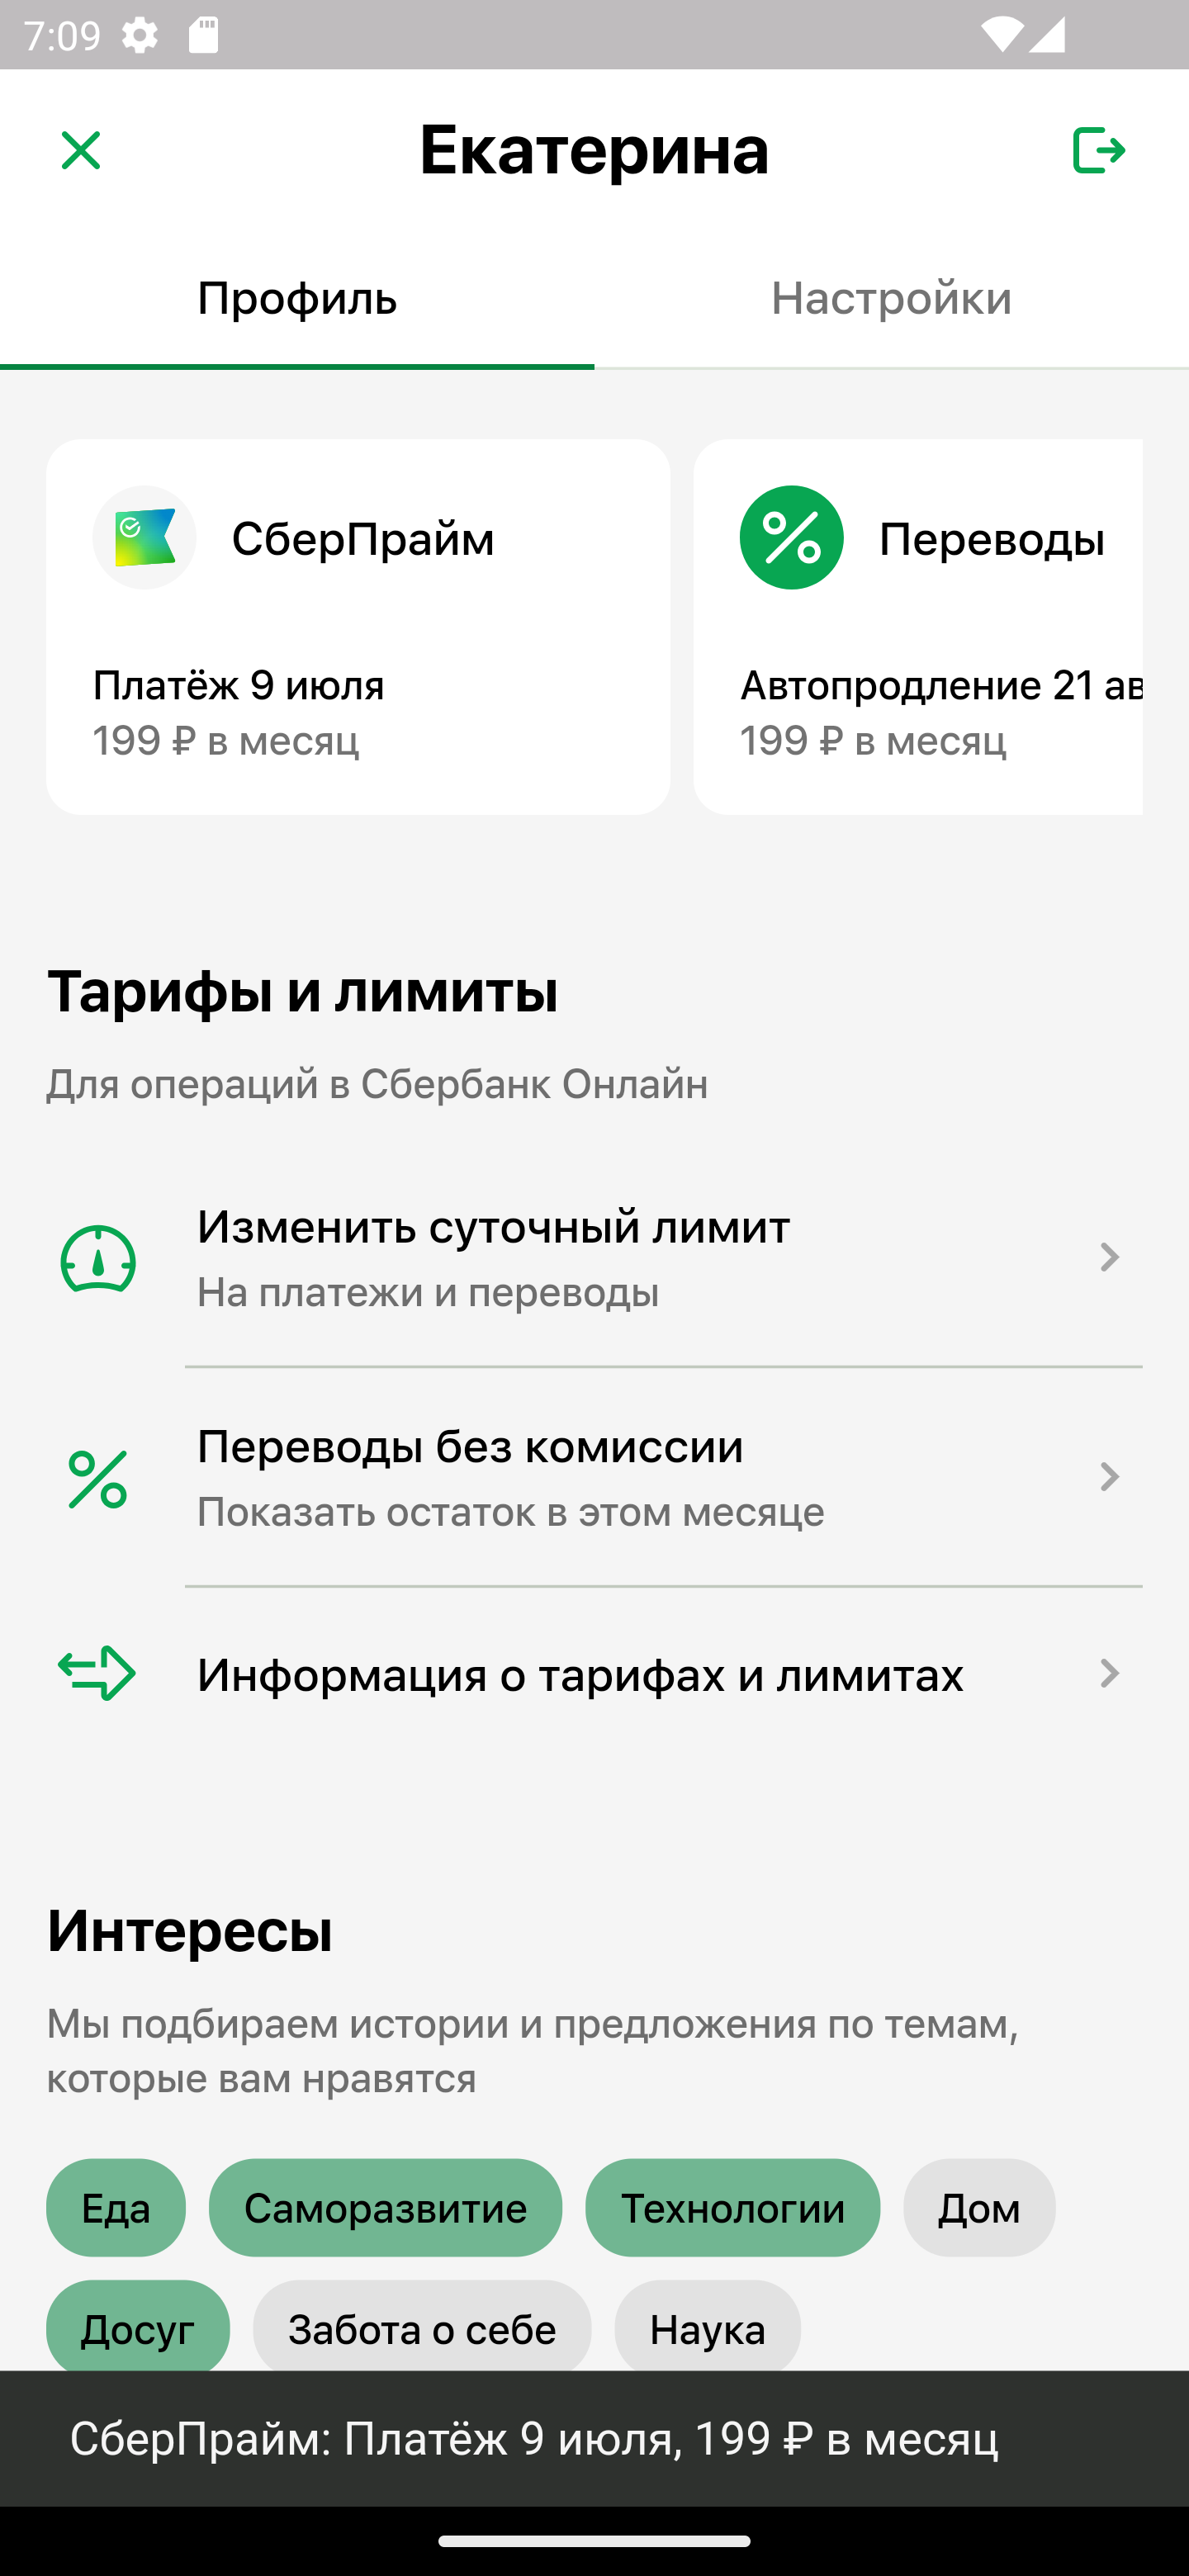 7:09
Екатерина
Профиль
Настройки
СберПрайм
Платёж 9 июля
199 ₽ в месяц
Переводы
Автопродление 21 ав
199 ₽ в месяц
Тарифы и лимиты
Для операций в Сбербанк Онлайн
Изменить суточный лимит
На платежи и переводы
Переводы без комиссии
Показать остаток в этом месяце
Информация о тарифах и лимитах
Интересы
Мы подбираем истории и предложения по темам,
которые вам нравятся
Еда Саморазвитие Технологии Дом
Досуг Забота о себе Наука
СберПрайм: Платёж 9 июля, 199 ₽ в месяц